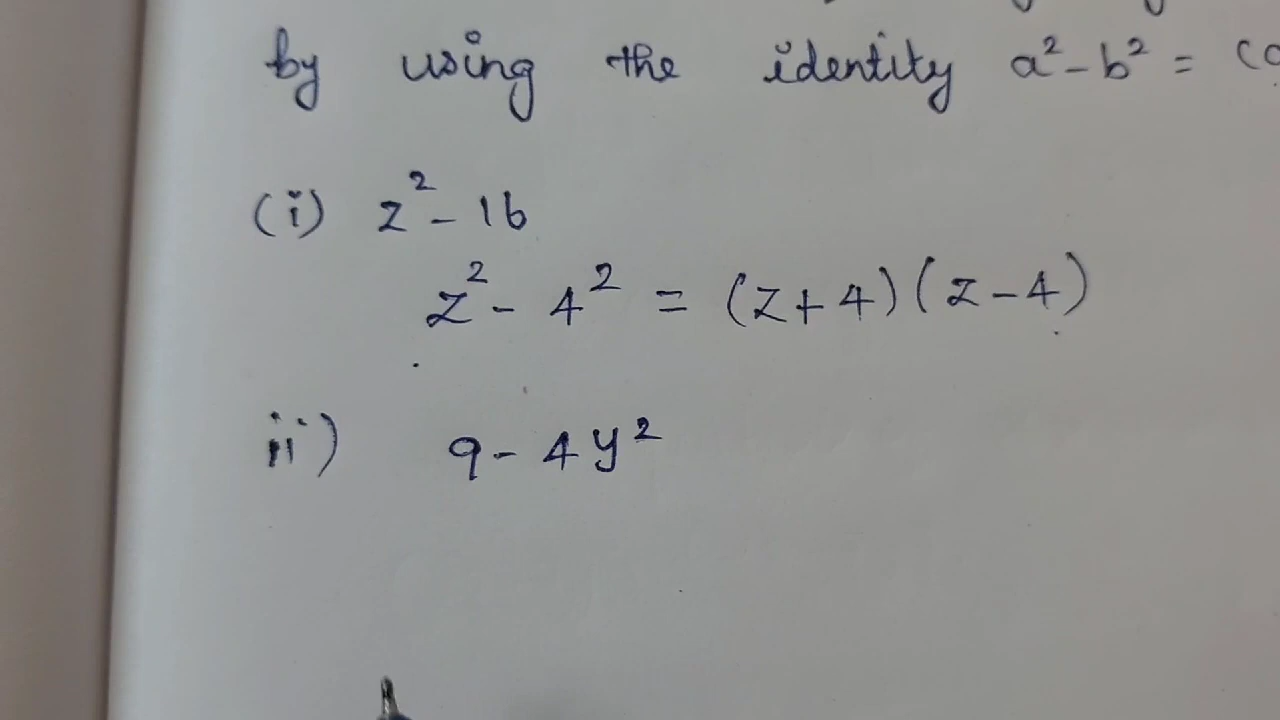 by using the identity a² - b² =
(i) z² - 16
z² - 4² = (z + 4)(z - 4)
ii) 9 - 4y²